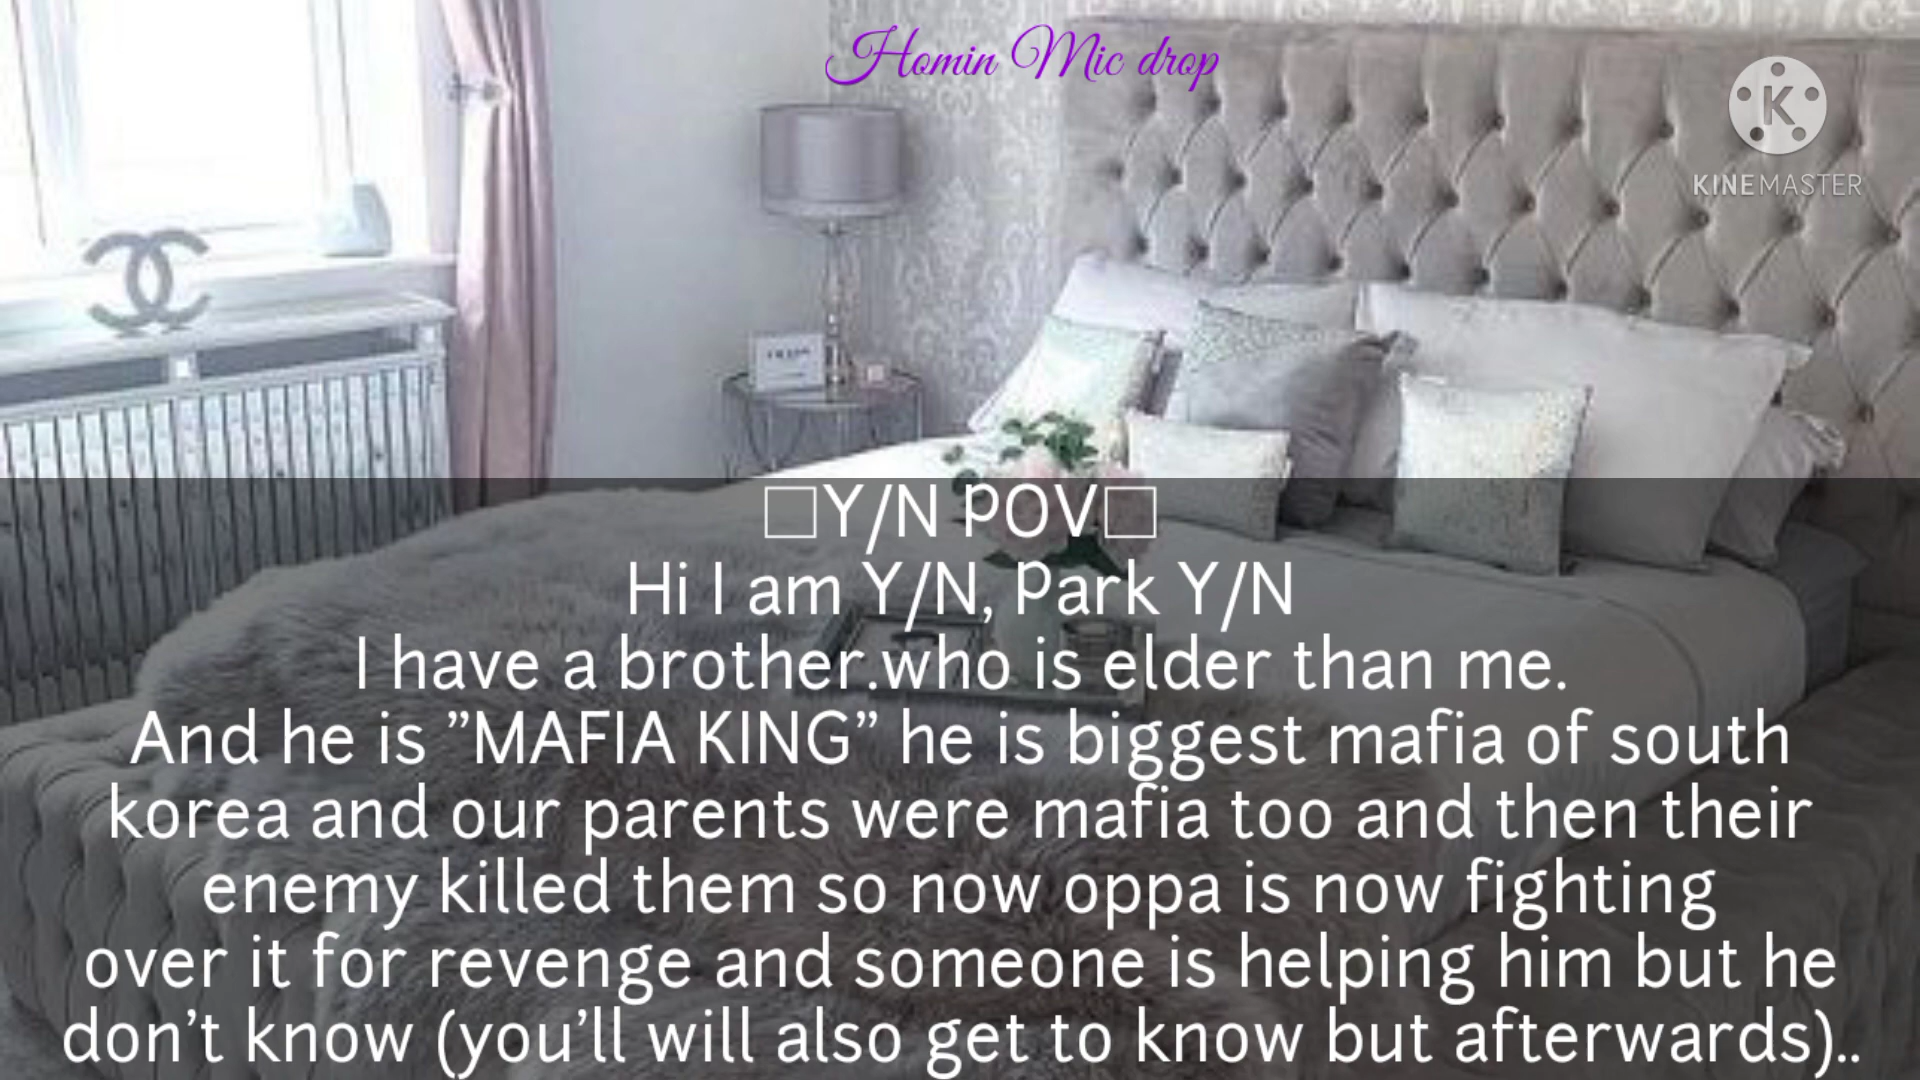 Homin Mic drop
K
KINEMASTER
□Y/N POV□
Hi I am Y/N, Park Y/N
I have a brother.who is elder than me.
And he is ”MAFIA KING” he is biggest mafia of south
korea and our parents were mafia too and then their
enemy killed them so now oppa is now fighting
over it for revenge and someone is helping him but he
don’t know (you’ll will also get to know but afterwards)..